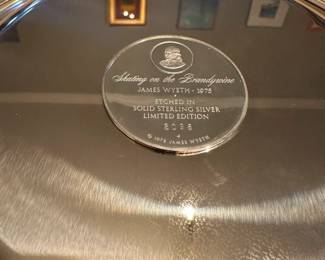 Skating on the Brandywine
JAMES WYETH · 1975
ETCHED IN
SOLID STERLING SILVER
LIMITED EDITION
© 1975 JAMES WYETH